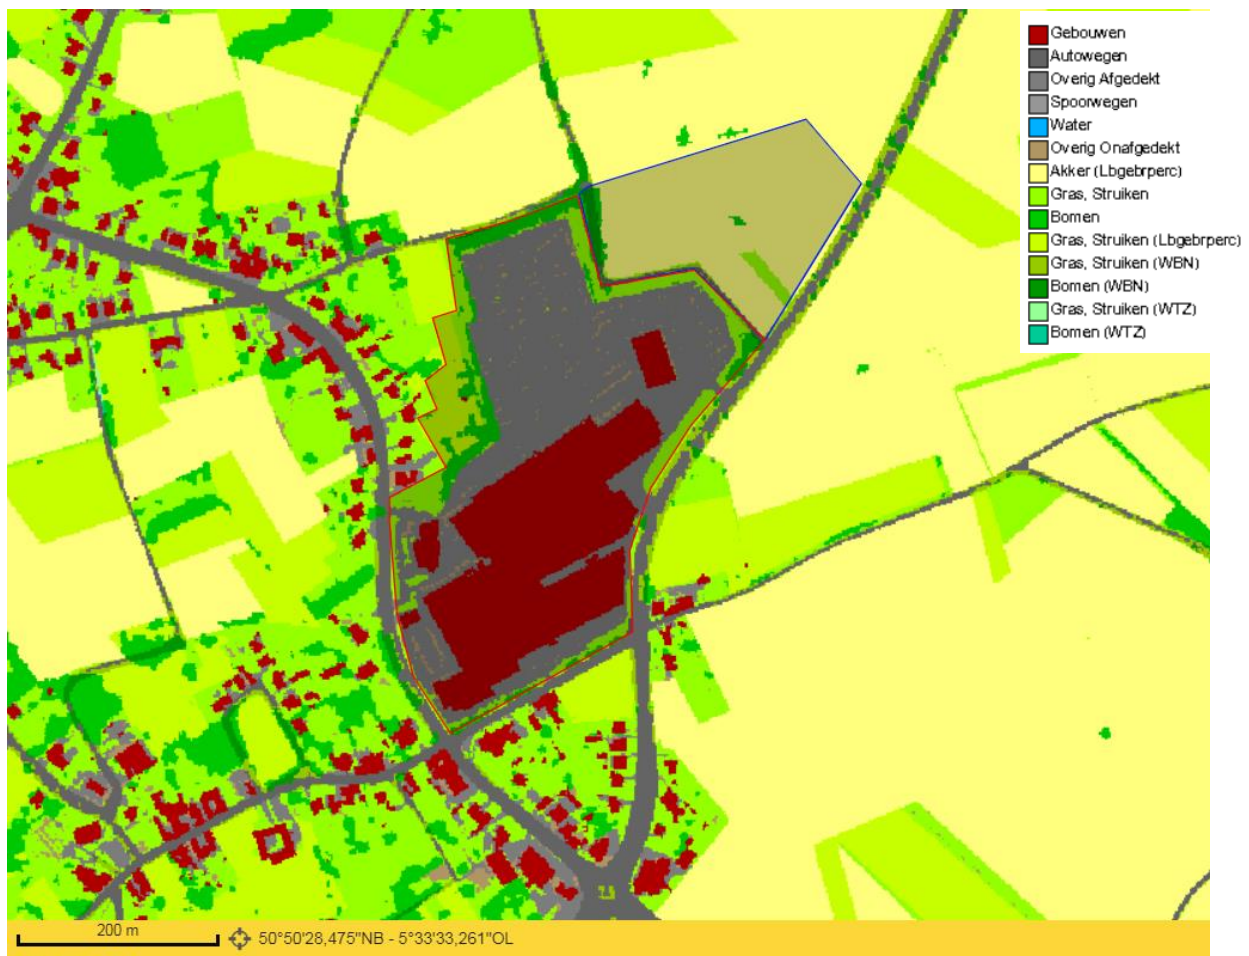 Gebouwen
Autowegen
Overig Afgedekt
Spoorwegen
Water
Overig Onafgedekt
Akker (Lbgebrperc)
Gras, Struiken
Bomen
Gras, Struiken (Lbgebrperc)
Gras, Struiken (WBN)
Bomen (WBN)
Gras, Struiken (WTZ)
Bomen (WTZ)
200 m
50°50'28,475"NB - 5°33'33,261"OL